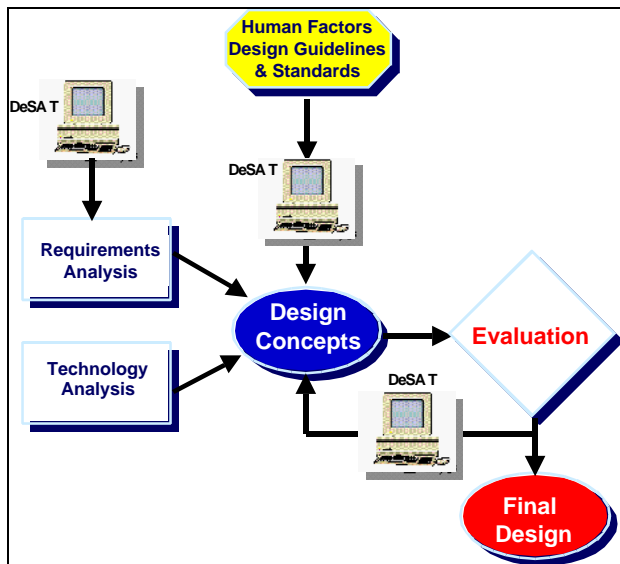 Human Factors
Design Guidelines
& Standards
DeSA T
DeSA T
Requirements
Analysis
Design
Concepts
Evaluation
Technology
Analysis
DeSA T
Final
Design